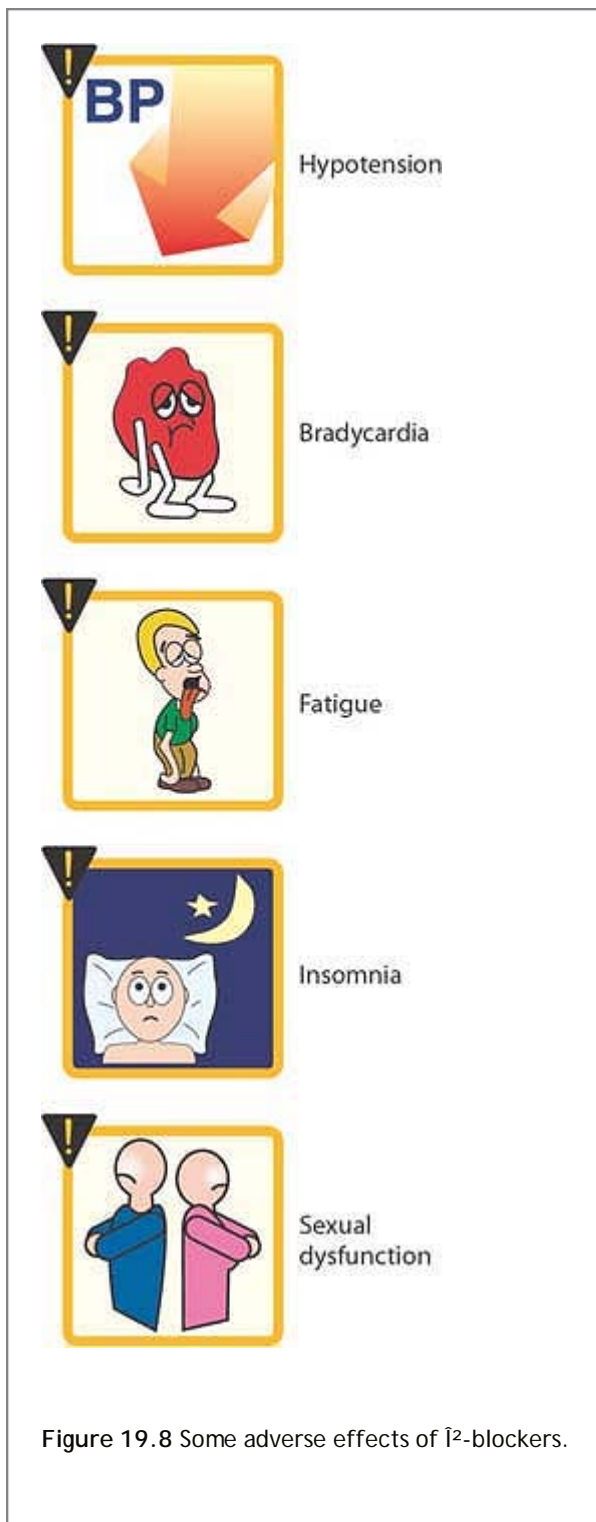 !
BP
Hypotension
!
Bradycardia
!
Fatigue
!
Insomnia
!
Sexual
dysfunction
Figure 19.8 Some adverse effects of Î²-blockers.